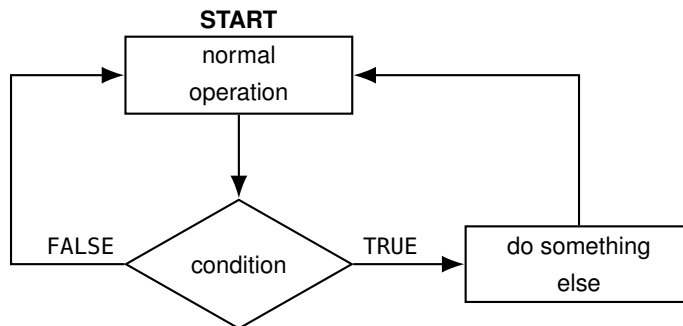 START
normal
operation
FALSE
condition
TRUE
do something
else